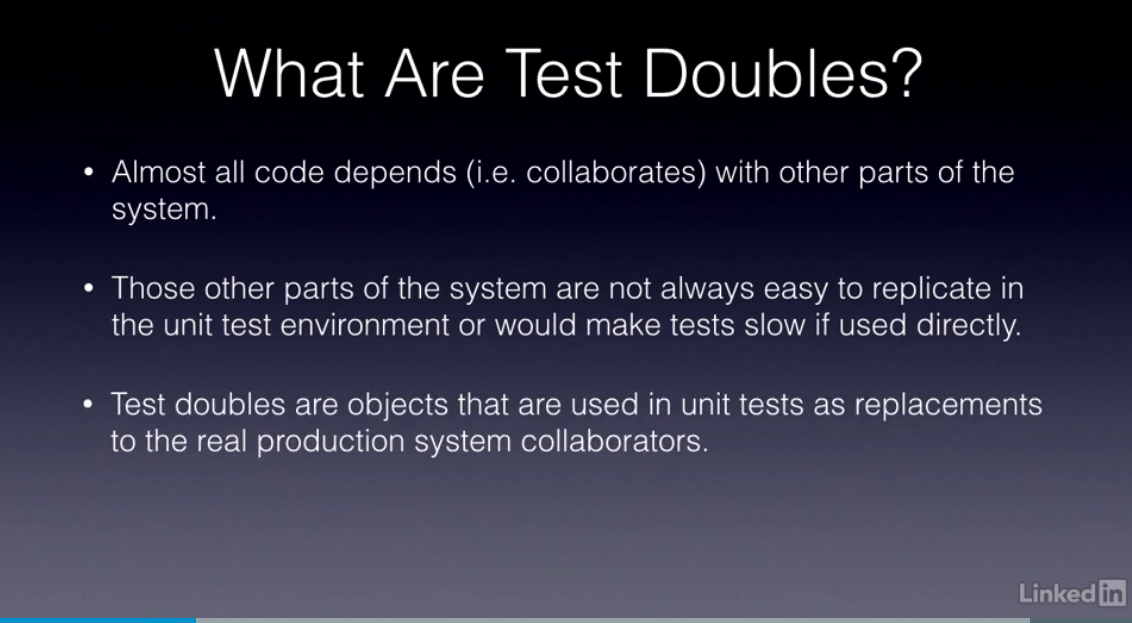 What Are Test Doubles?
• Almost all code depends (i.e. collaborates) with other parts of the
system.
• Those other parts of the system are not always easy to replicate in
the unit test environment or would make tests slow if used directly.
• Test doubles are objects that are used in unit tests as replacements
to the real production system collaborators.
Linked in